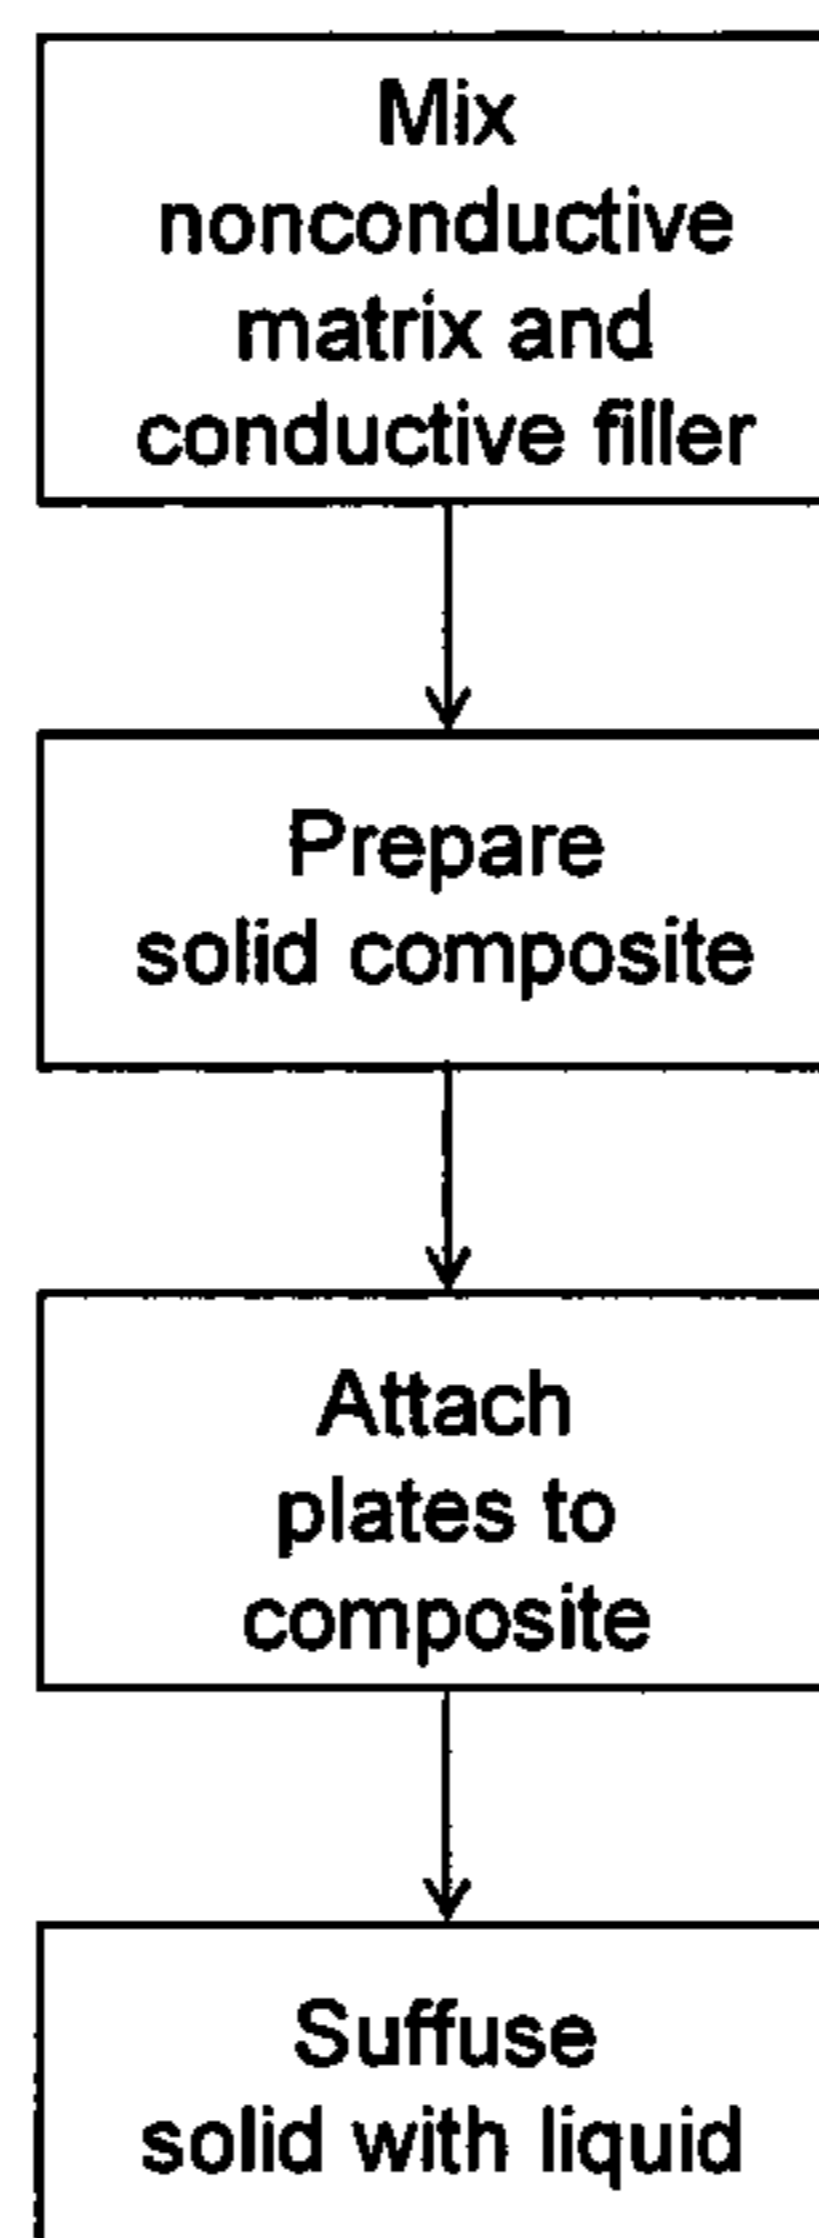 Mix
nonconductive
matrix and
conductive filler
Prepare
solid composite
Attach
plates to
composite
Suffuse
solid with liquid